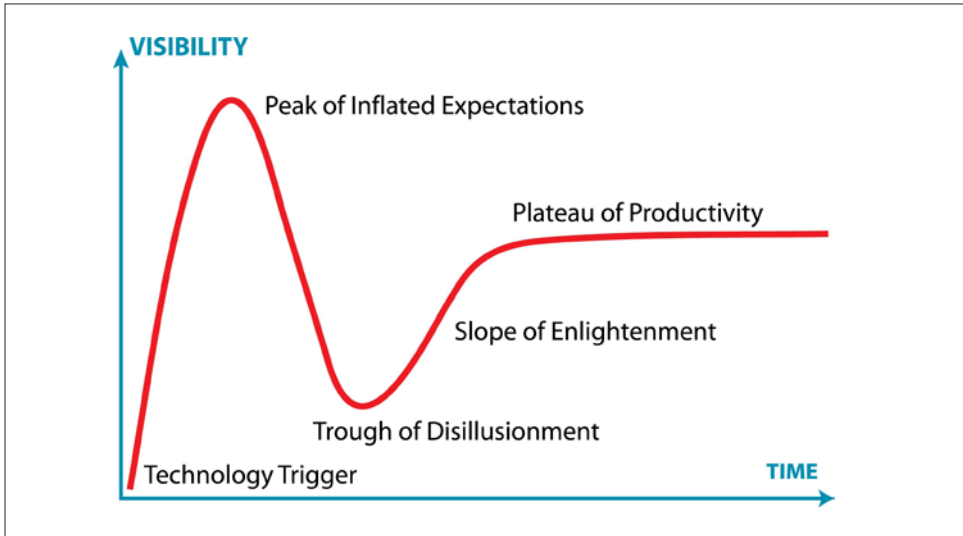 VISIBILITY
Peak of Inflated Expectations
Plateau of Productivity
Slope of Enlightenment
Trough of Disillusionment
Technology Trigger
TIME